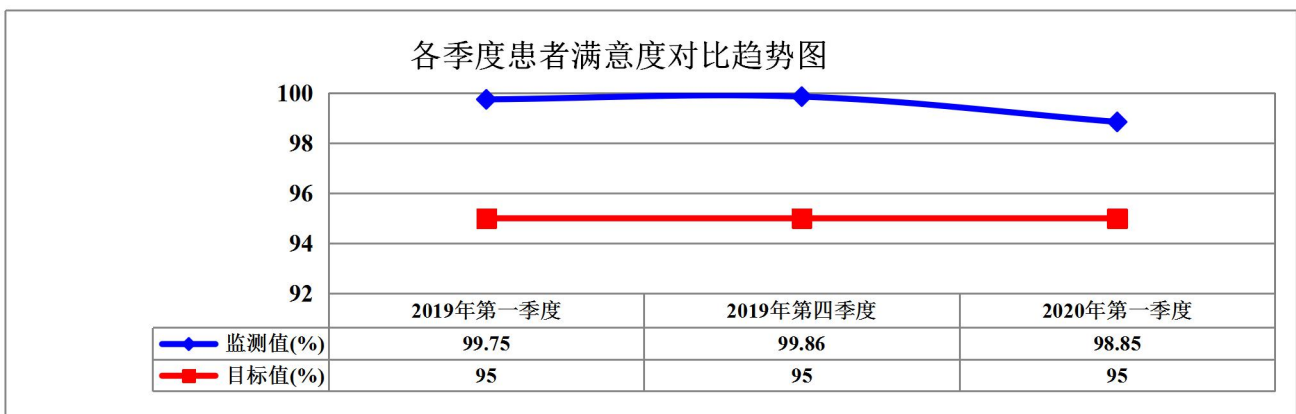 各季度患者满意度对比趋势图
100
98
96
94
92
2019年第一季度 2019年第四季度 2020年第一季度
监测值(%) 99.75 99.86 98.85
目标值(%) 95 95 95